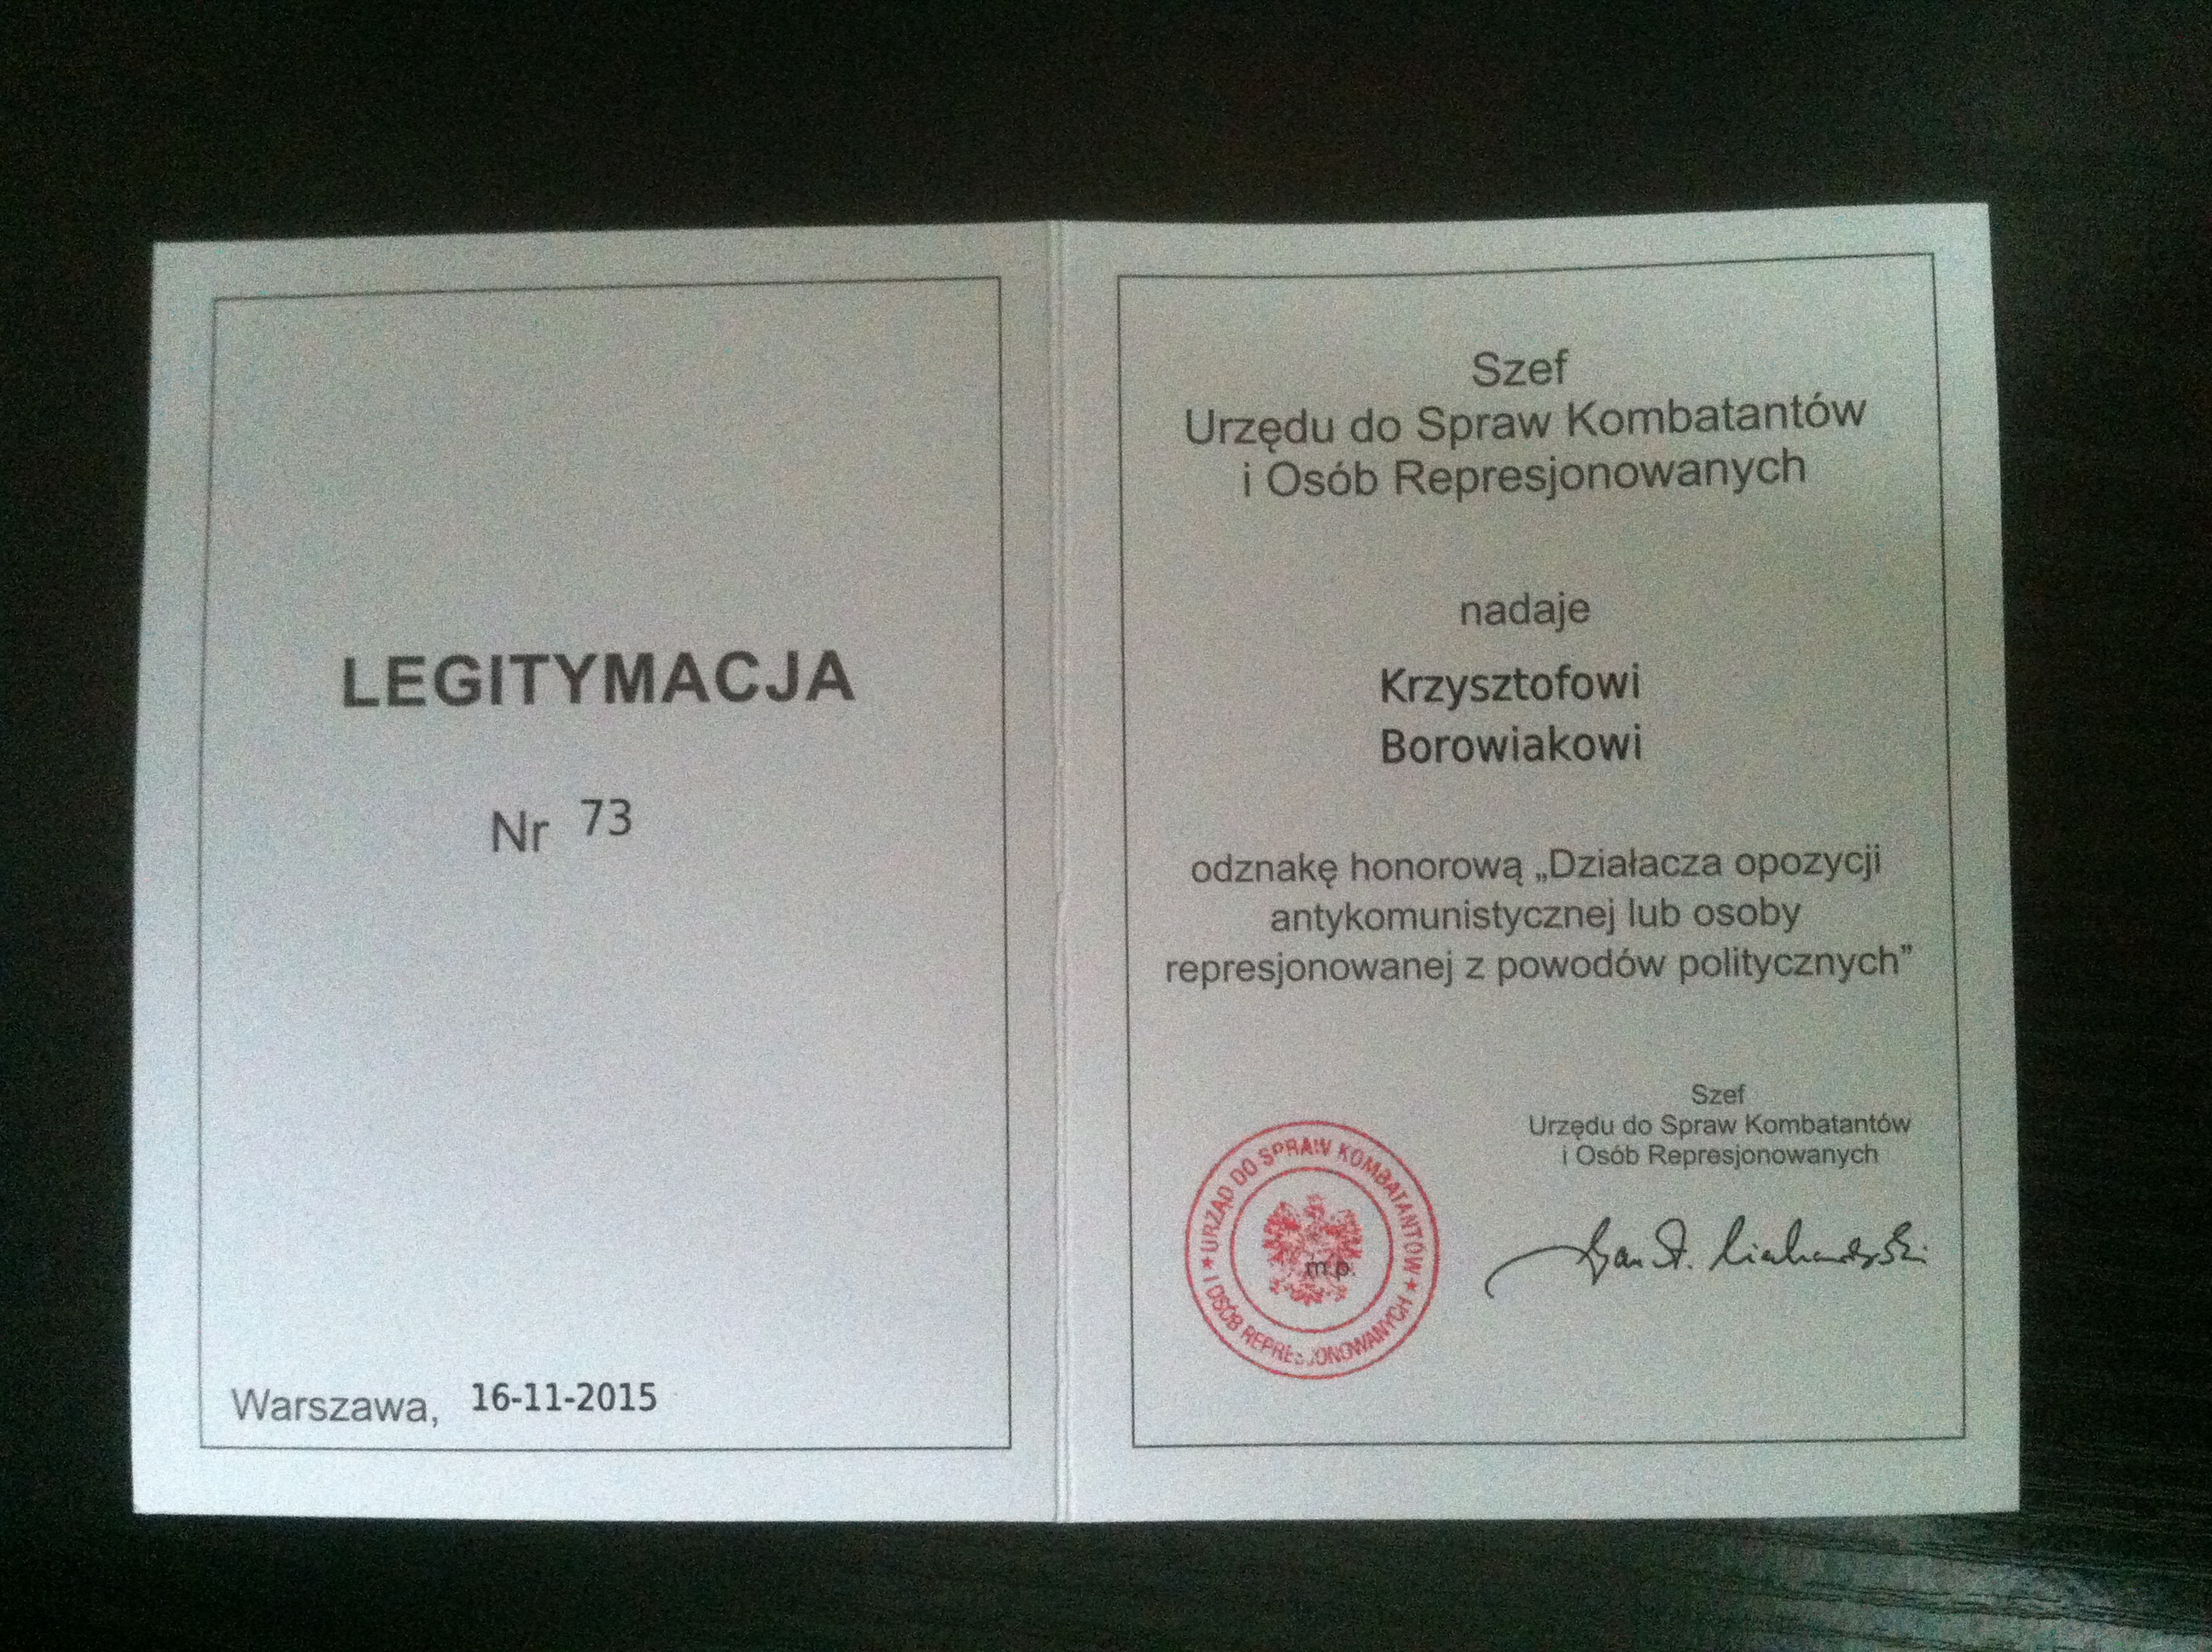 LEGITYMACJA
Nr 73
Warszawa, 16-11-2015
Szef
Urzędu do Spraw Kombatantów
i Osób Represjonowanych
nadaje
Krzysztofowi
Borowiakowi
odznakę honorową „Działacza opozycji
antykomunistycznej lub osoby
represjonowanej z powodów politycznych”
Szef
Urzędu do Spraw Kombatantów
i Osób Represjonowanych
★ URZĄD DO SPRAW KOMBATANTÓW ★
I OSÓB REPRESJONOWANYCH
m.p.
Jan St.